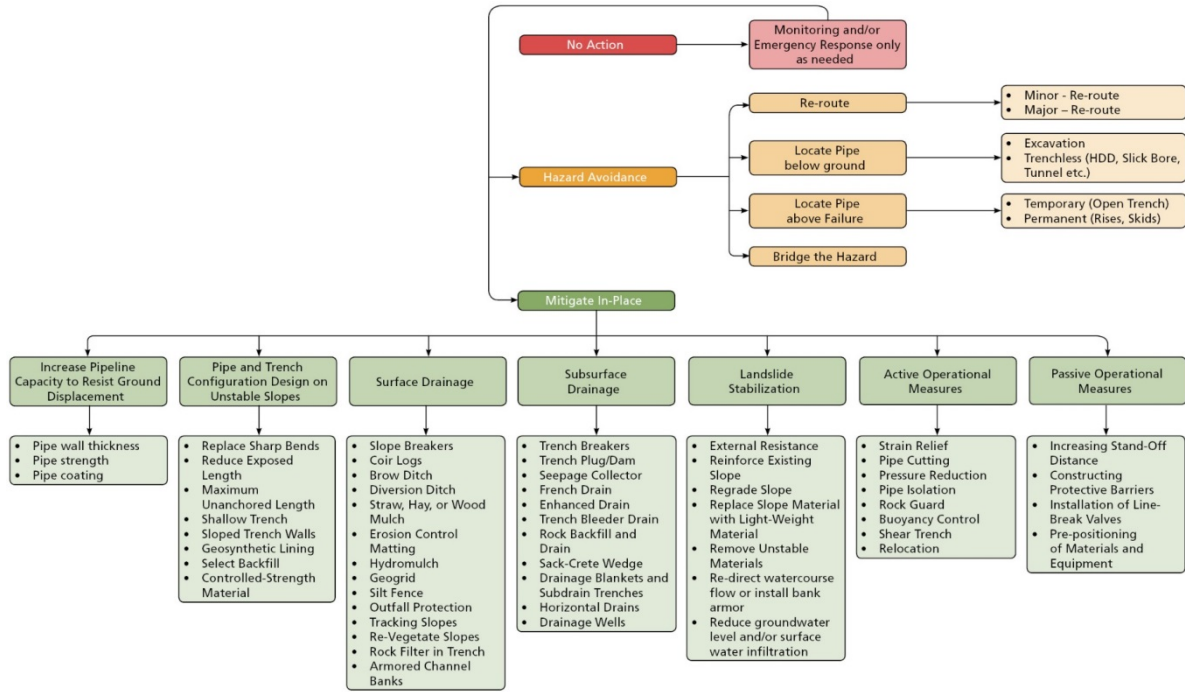 No Action
Monitoring and/or
Emergency Response only
as needed
Hazard Avoidance
Re-route
• Minor - Re-route
• Major – Re-route
Locate Pipe
below ground
• Excavation
• Trenchless (HDD, Slick Bore,
Tunnel etc.)
Locate Pipe
above Failure
• Temporary (Open Trench)
• Permanent (Rises, Skids)
Bridge the Hazard
Mitigate In-Place
Increase Pipeline
Capacity to Resist Ground
Displacement
• Pipe wall thickness
• Pipe strength
• Pipe coating
Pipe and Trench
Configuration Design on
Unstable Slopes
• Replace Sharp Bends
• Reduce Exposed
Length
• Maximum
Unanchored Length
• Shallow Trench
• Sloped Trench Walls
• Geosynthetic Lining
• Select Backfill
• Controlled-Strength
Material
Surface Drainage
• Slope Breakers
• Coir Logs
• Brow Ditch
• Diversion Ditch
• Straw, Hay, or Wood
Mulch
• Erosion Control
Matting
• Hydromulch
• Geogrid
• Silt Fence
• Outfall Protection
• Tracking Slopes
• Re-Vegetate Slopes
• Rock Filter in Trench
• Armored Channel
Banks
Subsurface
Drainage
• Trench Breakers
• Trench Plug/Dam
• Seepage Collector
• French Drain
• Enhanced Drain
• Trench Bleeder Drain
• Rock Backfill and
Drain
• Sack-Crete Wedge
• Drainage Blankets and
Subdrain Trenches
• Horizontal Drains
• Drainage Wells
Landslide
Stabilization
• External Resistance
• Reinforce Existing
Slope
• Regrade Slope
• Replace Slope Material
with Light-Weight
Material
• Remove Unstable
Materials
• Re-direct watercourse
flow or install bank
armor
• Reduce groundwater
level and/or surface
water infiltration
Active Operational
Measures
• Strain Relief
• Pipe Cutting
• Pressure Reduction
• Pipe Isolation
• Rock Guard
• Buoyancy Control
• Shear Trench
• Relocation
Passive Operational
Measures
• Increasing Stand-Off
Distance
• Constructing
Protective Barriers
• Installation of Line-
Break Valves
• Pre-positioning
of Materials and
Equipment